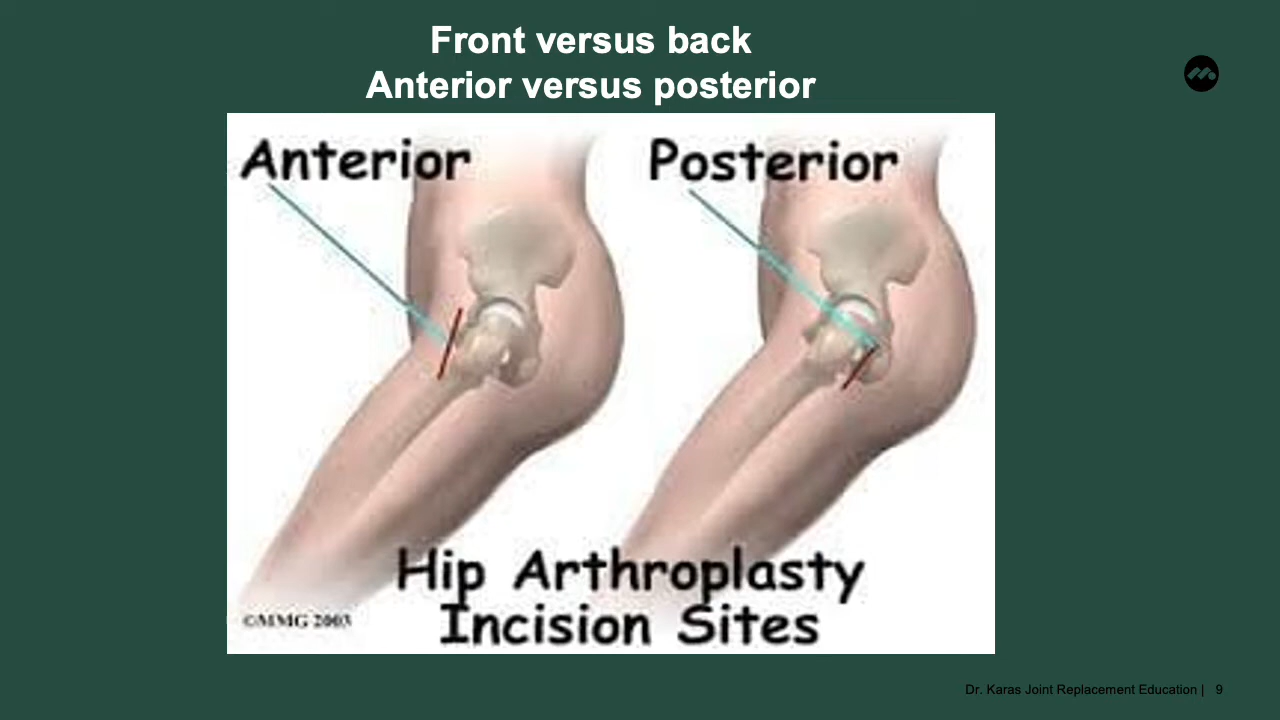 Front versus back
Anterior versus posterior
Anterior
Posterior
Hip Arthroplasty
Incision Sites
©MMG 2003
Dr. Karas Joint Replacement Education | 9